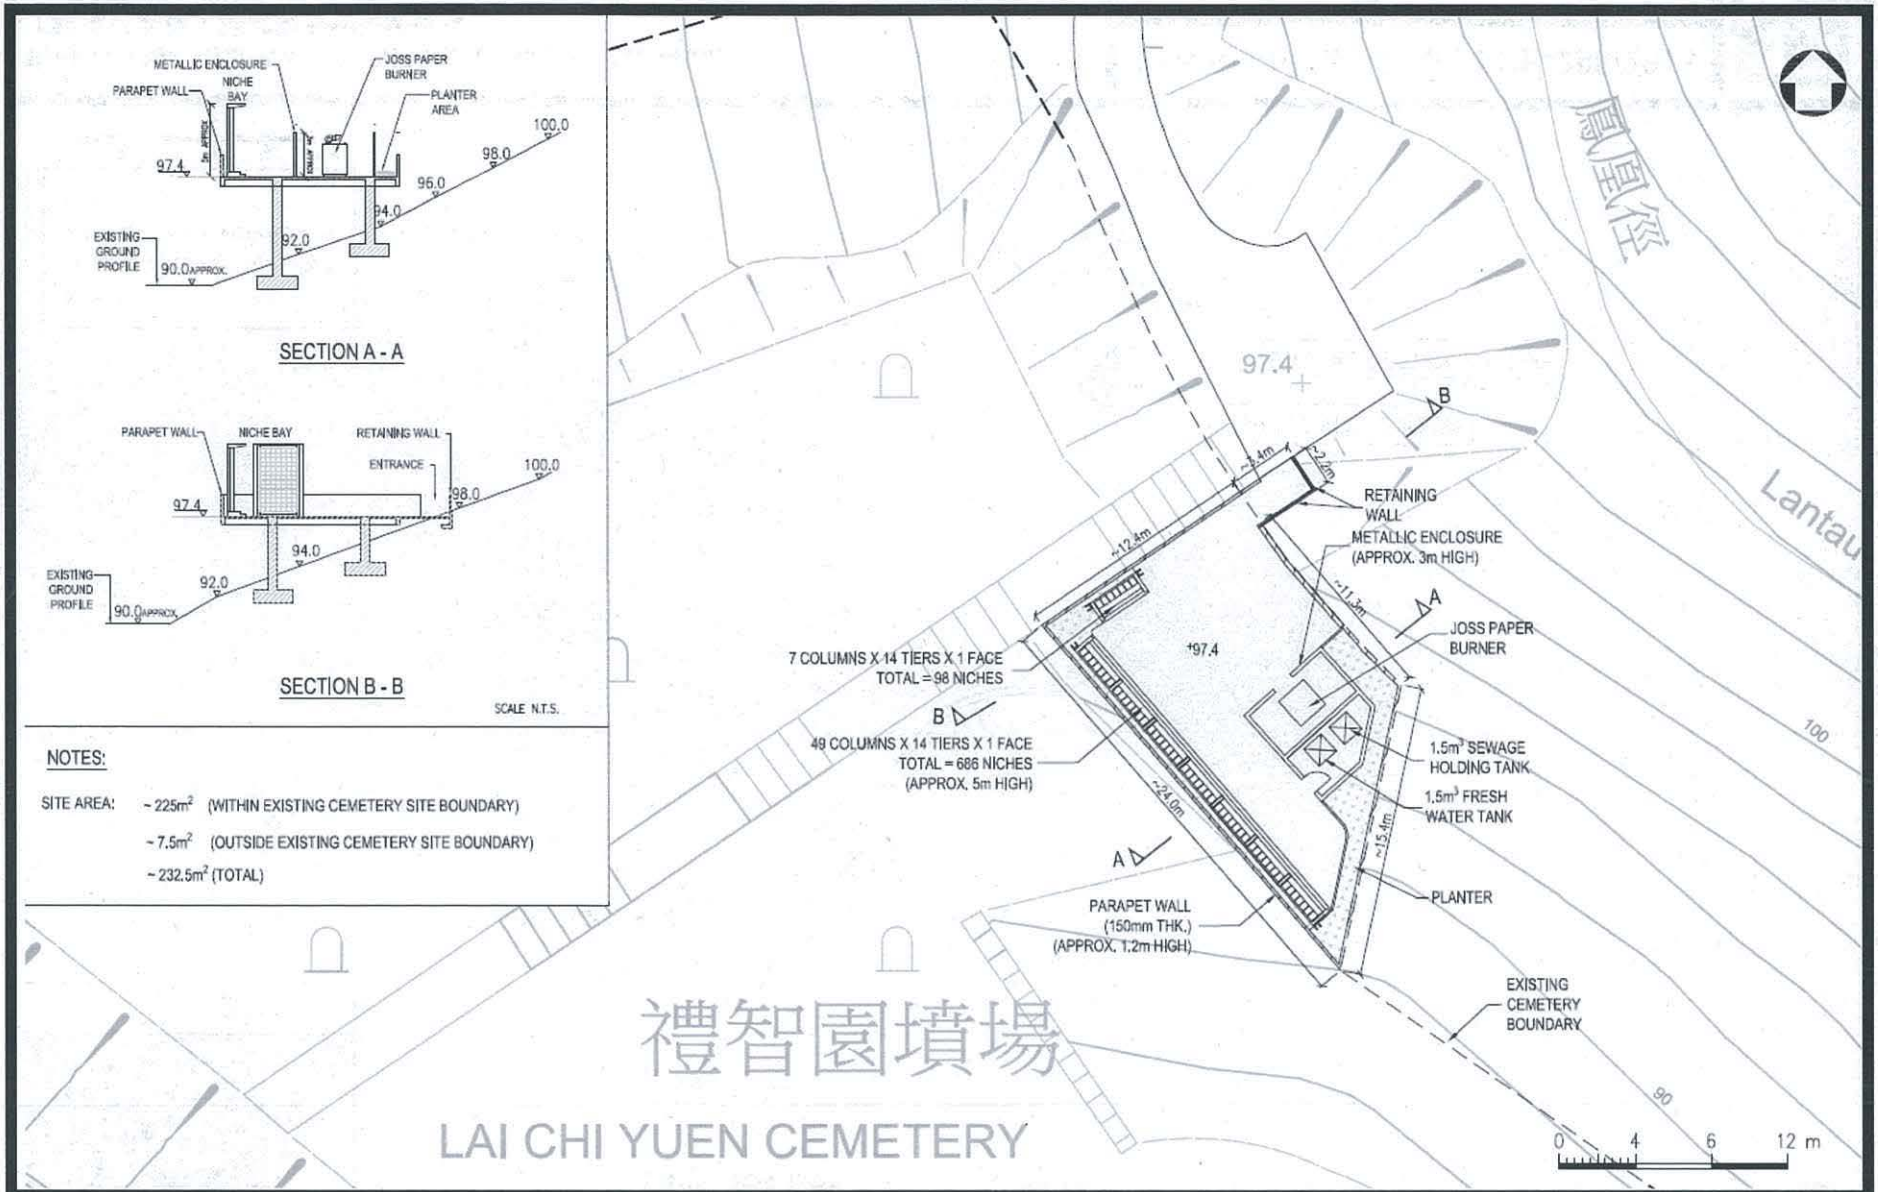 METALLIC ENCLOSURE
JOSS PAPER
BURNER
PARAPET WALL
NICHE
BAY
PLANTER
AREA
5m APPROX
100.0
98.0
97.4
96.0
94.0
92.0
EXISTING
GROUND
PROFILE
90.0APPROX.
SECTION A - A
PARAPET WALL
NICHE BAY
RETAINING WALL
ENTRANCE
100.0
98.0
97.4
94.0
92.0
EXISTING
GROUND
PROFILE
90.0APPROX.
SECTION B - B
SCALE N.T.S.
NOTES:
SITE AREA: ~ 225m² (WITHIN EXISTING CEMETERY SITE BOUNDARY)
~ 7.5m² (OUTSIDE EXISTING CEMETERY SITE BOUNDARY)
~ 232.5m² (TOTAL)
鳳凰徑
97.4
B
~3.4m
~2.2m
RETAINING
WALL
Lantau
METALLIC ENCLOSURE
(APPROX. 3m HIGH)
~12.4m
~11.3m
A
JOSS PAPER
BURNER
+97.4
7 COLUMNS X 14 TIERS X 1 FACE
TOTAL = 98 NICHES
B
49 COLUMNS X 14 TIERS X 1 FACE
TOTAL = 686 NICHES
(APPROX. 5m HIGH)
100
1.5m³ SEWAGE
HOLDING TANK
1.5m³ FRESH
WATER TANK
~24.0m
~15.4m
A
PLANTER
PARAPET WALL
(150mm THK.)
(APPROX. 1.2m HIGH)
EXISTING
CEMETERY
BOUNDARY
禮智園墳場
LAI CHI YUEN CEMETERY
90
0 4 6 12 m